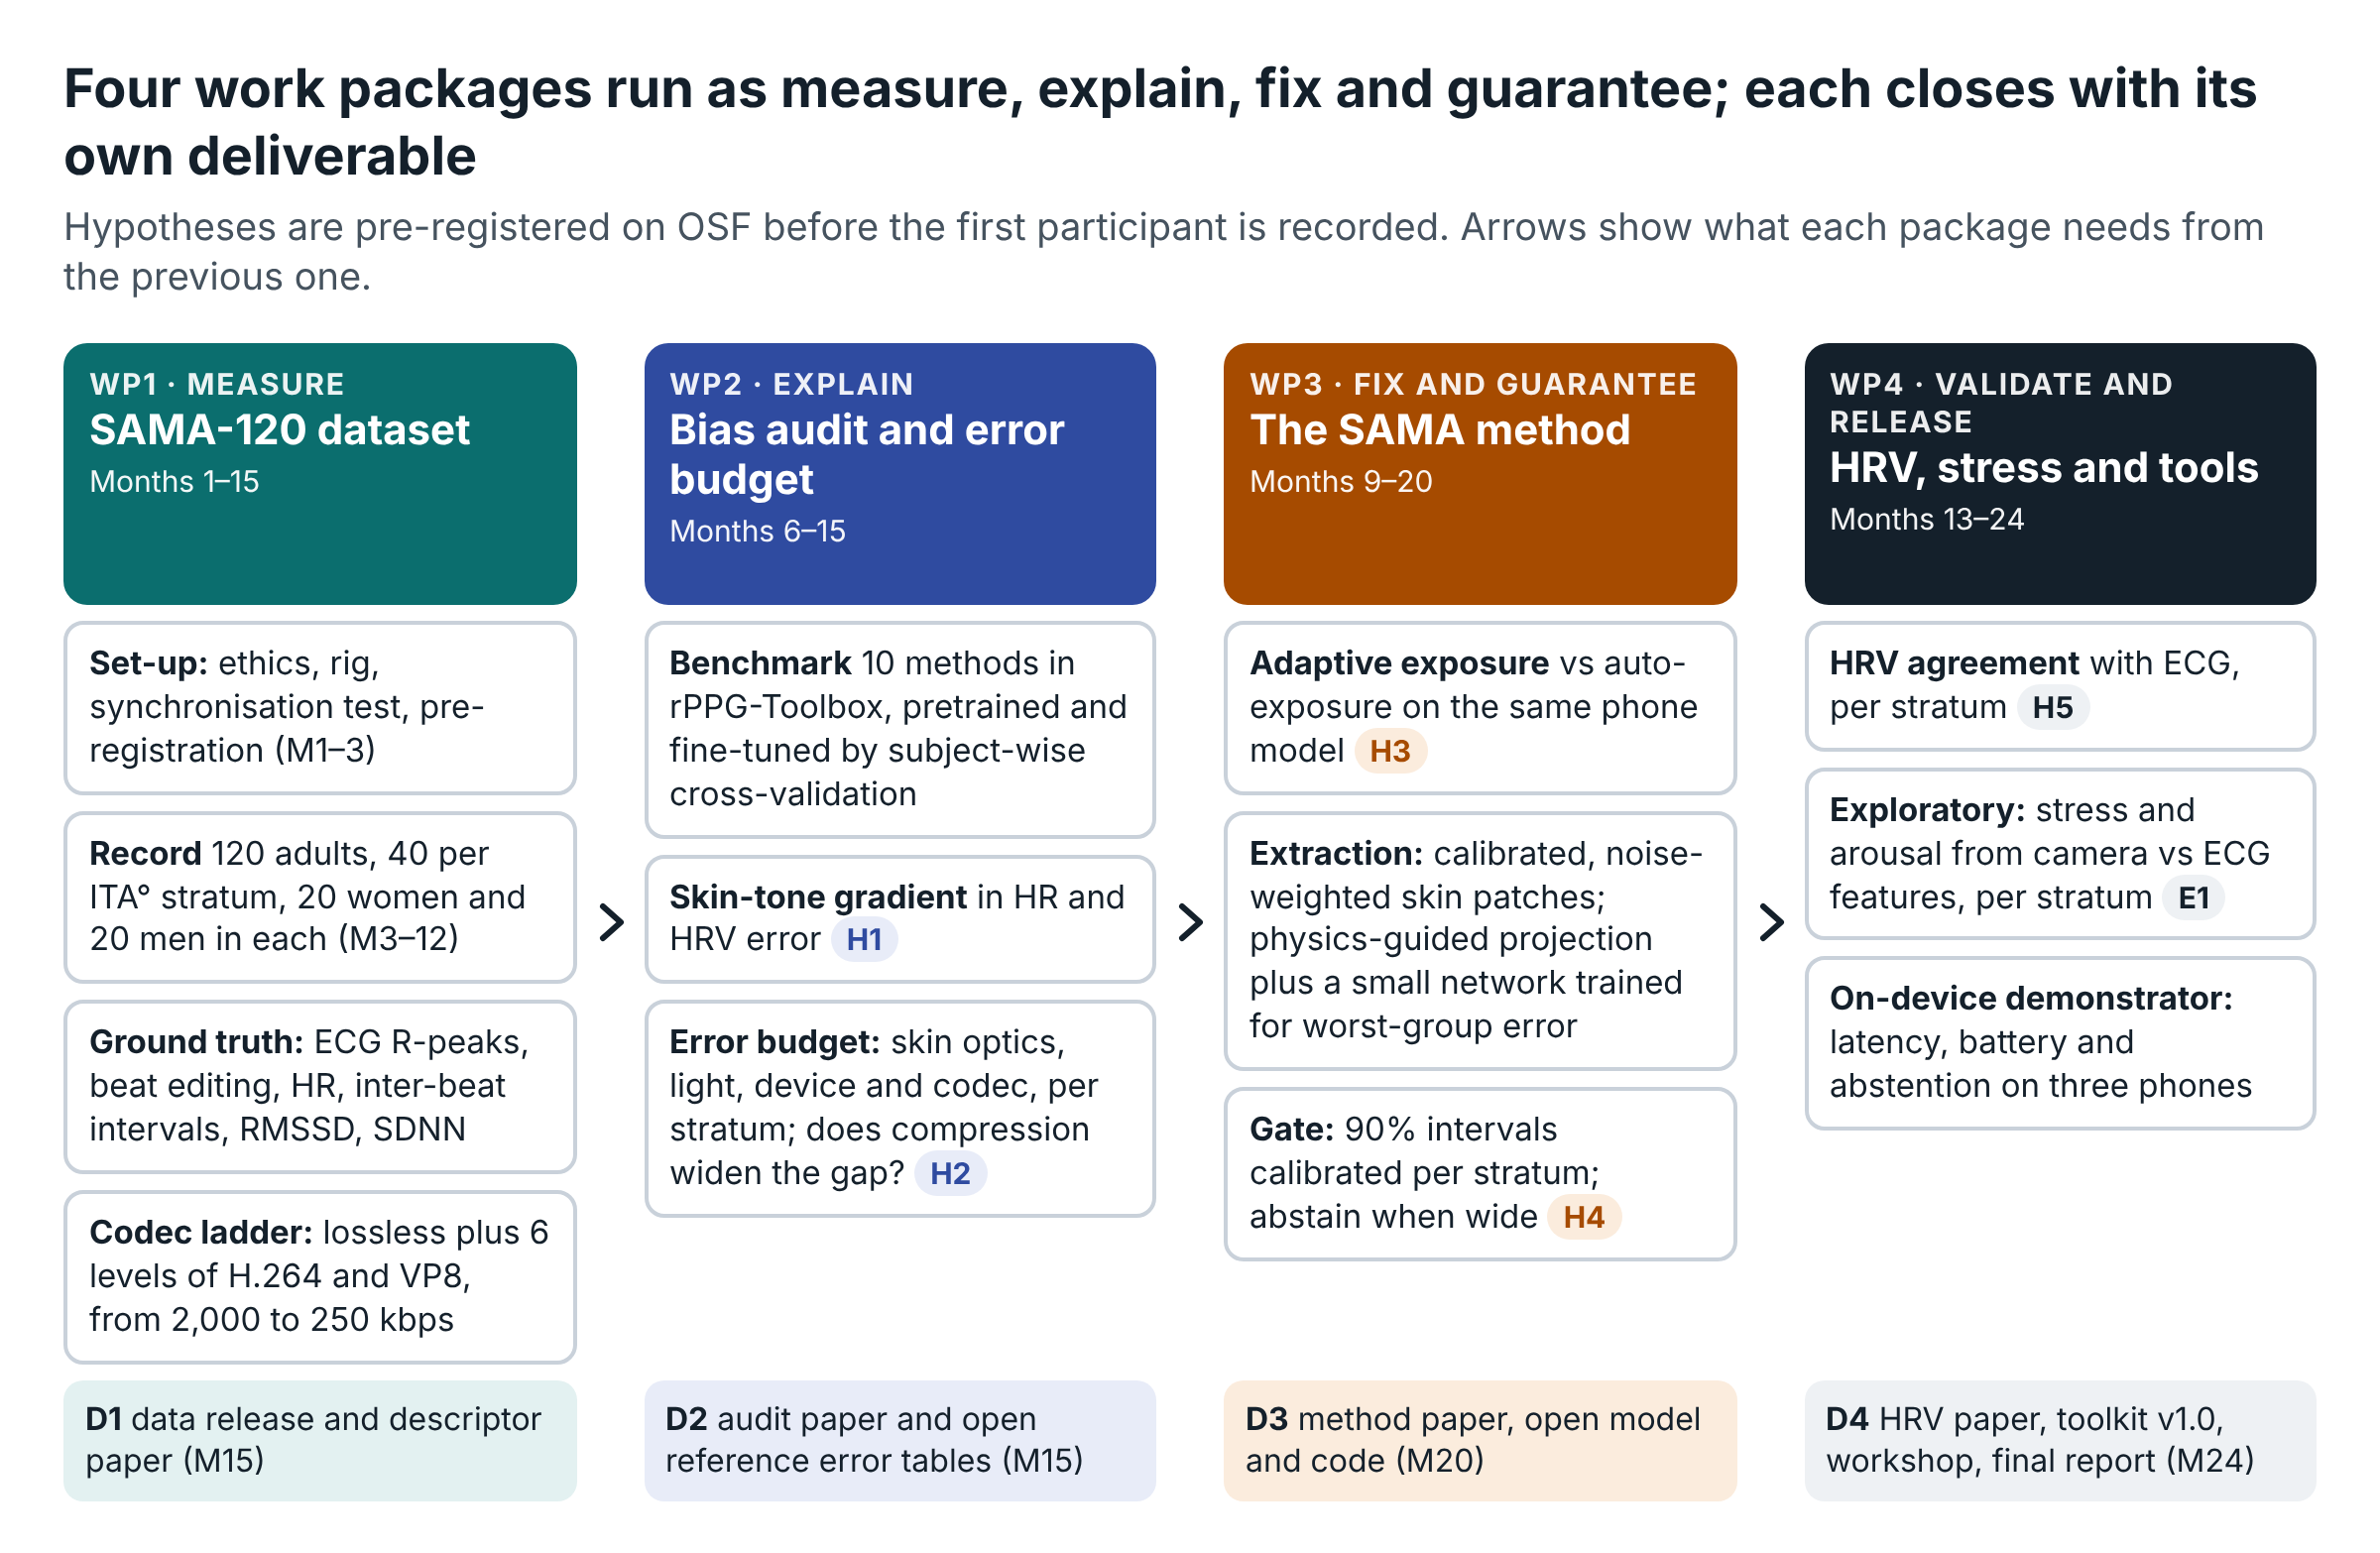 Four work packages run as measure, explain, fix and guarantee; each closes with its
own deliverable
Hypotheses are pre-registered on OSF before the first participant is recorded. Arrows show what each package needs from
the previous one.
WP1 · MEASURE
SAMA-120 dataset
Months 1–15
Set-up: ethics, rig,
synchronisation test, pre-
registration (M1–3)
Record 120 adults, 40 per
ITA° stratum, 20 women and
20 men in each (M3–12)
Ground truth: ECG R-peaks,
beat editing, HR, inter-beat
intervals, RMSSD, SDNN
Codec ladder: lossless plus 6
levels of H.264 and VP8,
from 2,000 to 250 kbps
D1 data release and descriptor
paper (M15)
WP2 · EXPLAIN
Bias audit and error
budget
Months 6–15
Benchmark 10 methods in
rPPG-Toolbox, pretrained and
fine-tuned by subject-wise
cross-validation
Skin-tone gradient in HR and
HRV error H1
Error budget: skin optics,
light, device and codec, per
stratum; does compression
widen the gap? H2
D2 audit paper and open
reference error tables (M15)
WP3 · FIX AND GUARANTEE
The SAMA method
Months 9–20
Adaptive exposure vs auto-
exposure on the same phone
model H3
Extraction: calibrated, noise-
weighted skin patches;
physics-guided projection
plus a small network trained
for worst-group error
Gate: 90% intervals
calibrated per stratum;
abstain when wide H4
D3 method paper, open model
and code (M20)
WP4 · VALIDATE AND
RELEASE
HRV, stress and tools
Months 13–24
HRV agreement with ECG,
per stratum H5
Exploratory: stress and
arousal from camera vs ECG
features, per stratum E1
On-device demonstrator:
latency, battery and
abstention on three phones
D4 HRV paper, toolkit v1.0,
workshop, final report (M24)